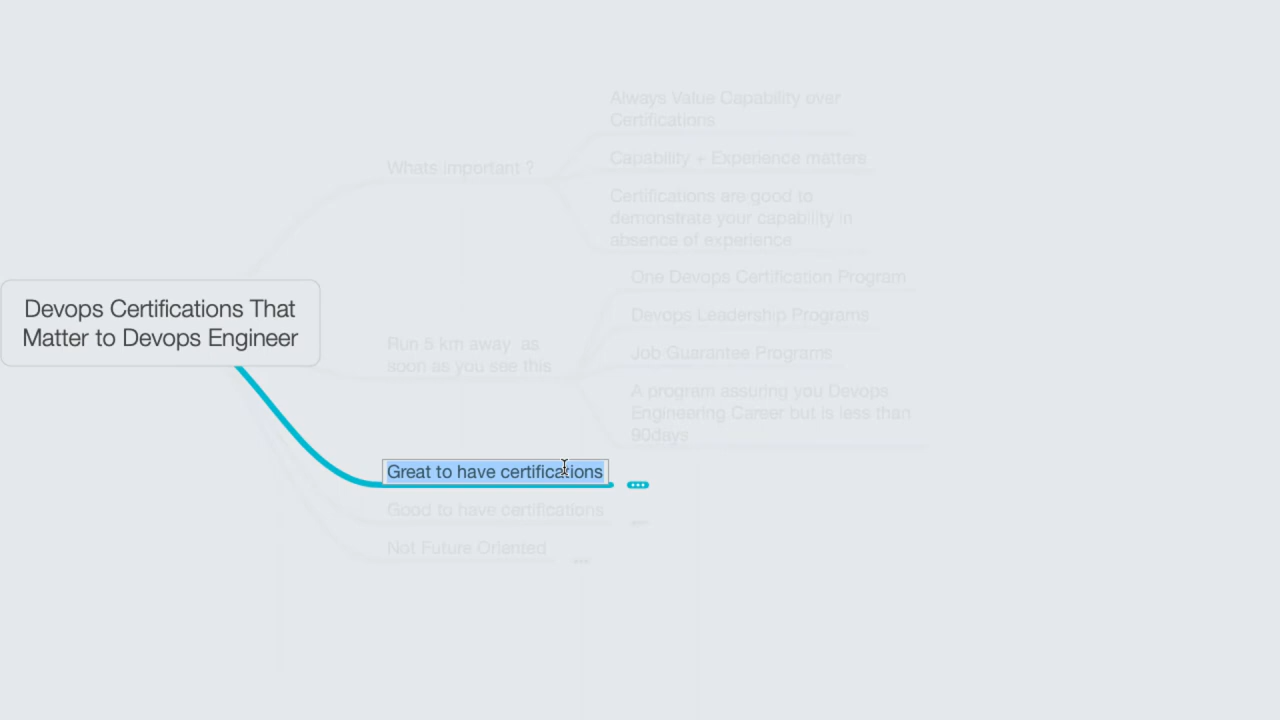 Always Value Capability over
Certifications
Whats important ?
Capability + Experience matters
Certifications are good to
demonstrate your capability in
absence of experience
One Devops Certification Program
Devops Certifications That
Matter to Devops Engineer
Devops Leadership Programs
Run 5 km away  as
soon as you see this
Job Guarantee Programs
A program assuring you Devops
Engineering Career but is less than
90days
Great to have certifications
Good to have certifications
Not Future Oriented